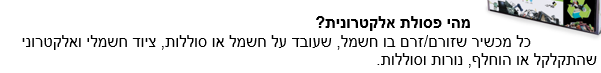 מהי פסולת אלקטרונית?
כל מכשיר שזורם/זרם בו חשמל, שעובד על חשמל או סוללות, ציוד חשמלי ואלקטרוני
שהתקלקל או הוחלף, נורות וסוללות.